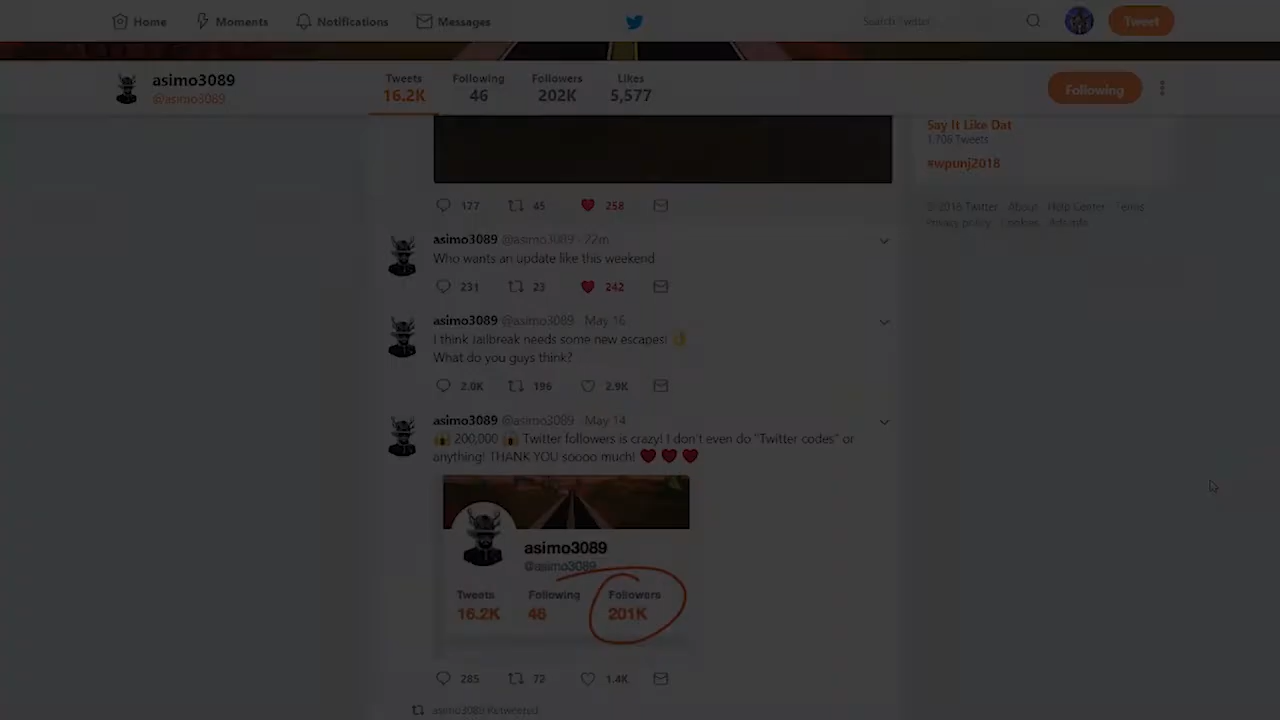 Home Moments Notifications Messages Search Twitter Tweet
asimo3089
@asimo3089
Tweets Following Followers Likes
16.2K 46 202K 5,577
Following
Say It Like Dat
1,706 Tweets
#wpunj2018
© 2018 Twitter About Help Center Terms
Privacy policy Cookies Ads info
127 45 258
asimo3089 @asimo3089 · 22m
Who wants an update like this weekend
231 23 242
asimo3089 @asimo3089 · May 16
I think Jailbreak needs some new escapes!
What do you guys think?
2.0K 196 2.9K
asimo3089 @asimo3089 · May 14
200,000 Twitter followers is crazy! I don't even do "Twitter codes" or
anything! THANK YOU soooo much!
asimo3089
@asimo3089
Tweets Following Followers
16.2K 46 201K
285 72 1.4K
asimo3089 Retweeted